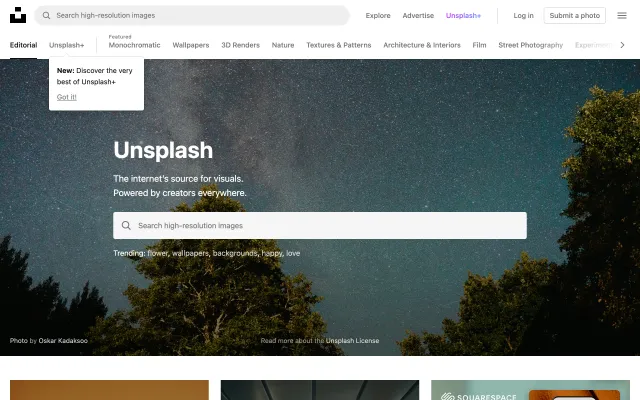 Search high-resolution images
Explore
Advertise
Unsplash+
Log in
Submit a photo
Editorial
Unsplash+
Featured
Monochromatic
Wallpapers
3D Renders
Nature
Textures & Patterns
Architecture & Interiors
Film
Street Photography
New: Discover the very
best of Unsplash+
Got it!
Unsplash
The internet's source for visuals.
Powered by creators everywhere.
Search high-resolution images
Trending: flower, wallpapers, backgrounds, happy, love
Photo by Oskar Kadaksoo
Read more about the Unsplash License
SQUARESPACE